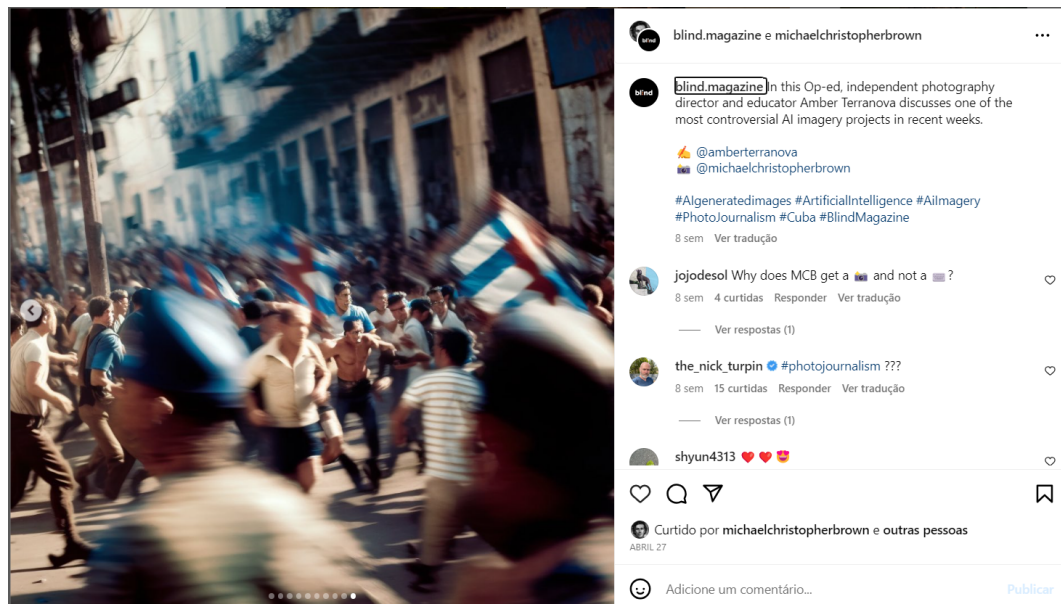 blind.magazine e michaelchristopherbrown
blind.magazine In this Op-ed, independent photography
director and educator Amber Terranova discusses one of the
most controversial AI imagery projects in recent weeks.
✍️ @amberterranova
📸 @michaelchristopherbrown
#AIgeneratedimages #ArtificialIntelligence #AiImagery
#PhotoJournalism #Cuba #BlindMagazine
8 sem Ver tradução
jojodesol Why does MCB get a 📸 and not a ⌨️ ?
8 sem 4 curtidas Responder Ver tradução
Ver respostas (1)
the_nick_turpin #photojournalism ???
8 sem 15 curtidas Responder Ver tradução
Ver respostas (1)
shyun4313 ❤️ ❤️ 😍
Curtido por michaelchristopherbrown e outras pessoas
ABRIL 27
Adicione um comentário... Publicar